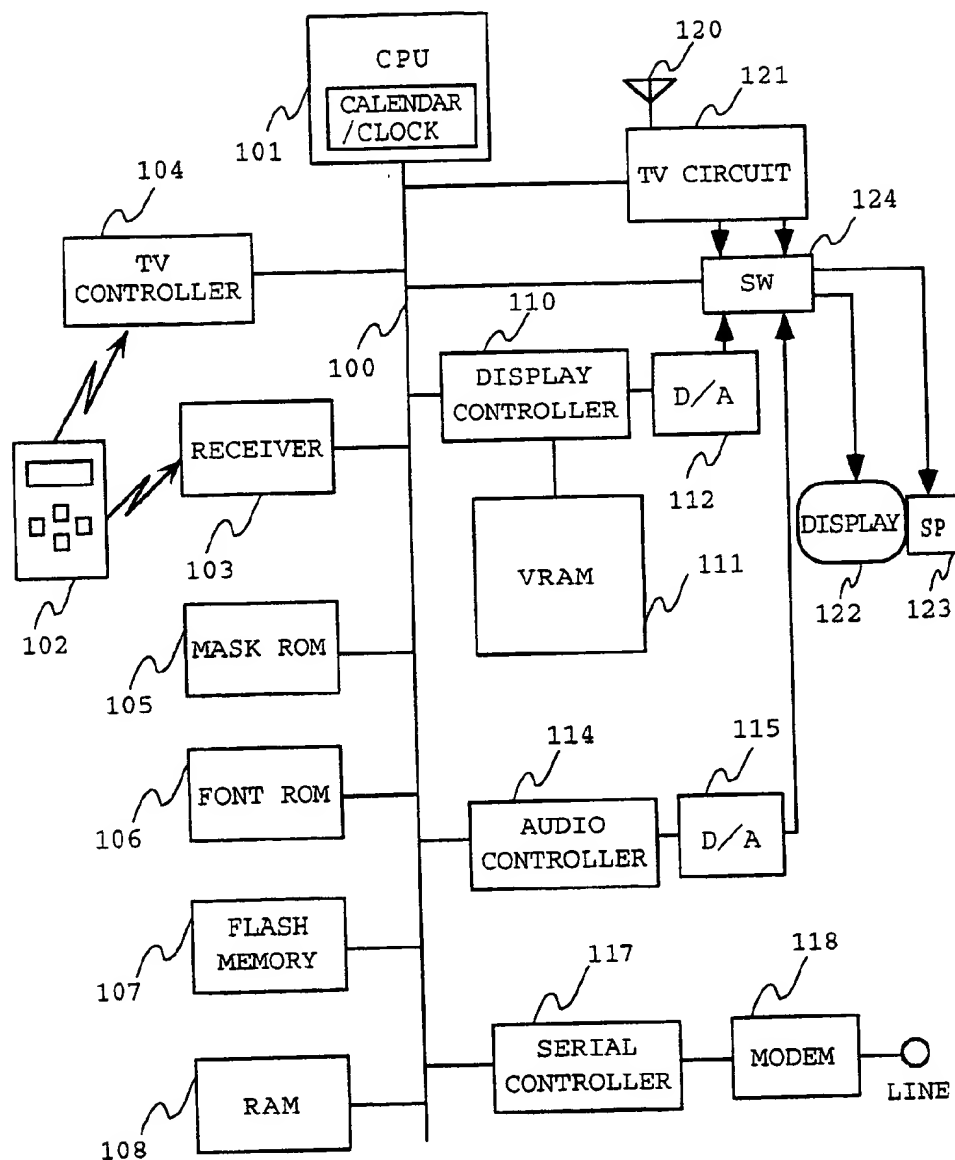 CPU
CALENDAR
/CLOCK
101
120
121
TV CIRCUIT
104
TV
CONTROLLER
124
SW
100
110
DISPLAY
CONTROLLER
D/A
112
RECEIVER
103
102
VRAM
111
DISPLAY
122
SP
123
MASK ROM
105
FONT ROM
106
114
AUDIO
CONTROLLER
115
D/A
FLASH
MEMORY
107
117
SERIAL
CONTROLLER
118
MODEM
LINE
RAM
108